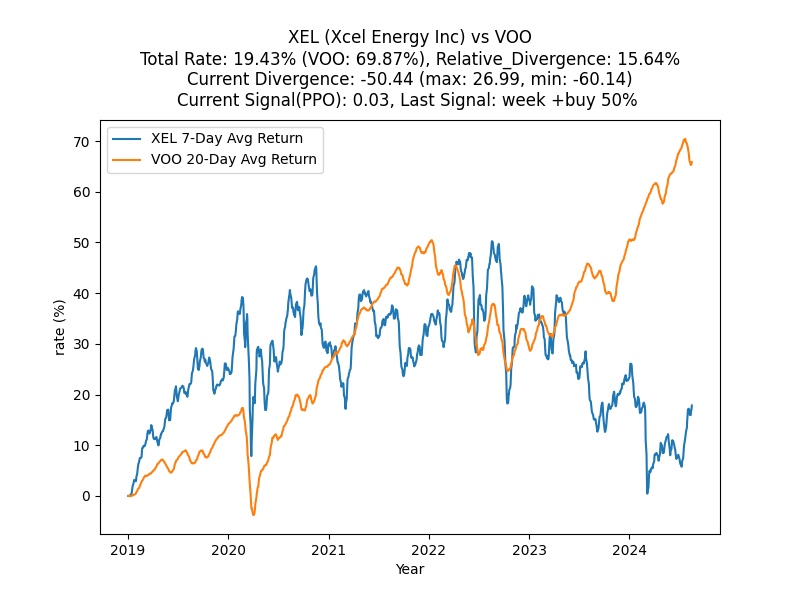 XEL (Xcel Energy Inc) vs VOO
Total Rate: 19.43% (VOO: 69.87%), Relative_Divergence: 15.64%
Current Divergence: -50.44 (max: 26.99, min: -60.14)
Current Signal(PPO): 0.03, Last Signal: week +buy 50%
XEL 7-Day Avg Return
VOO 20-Day Avg Return
rate (%)
70
60
50
40
30
20
10
0
2019 2020 2021 2022 2023 2024
Year